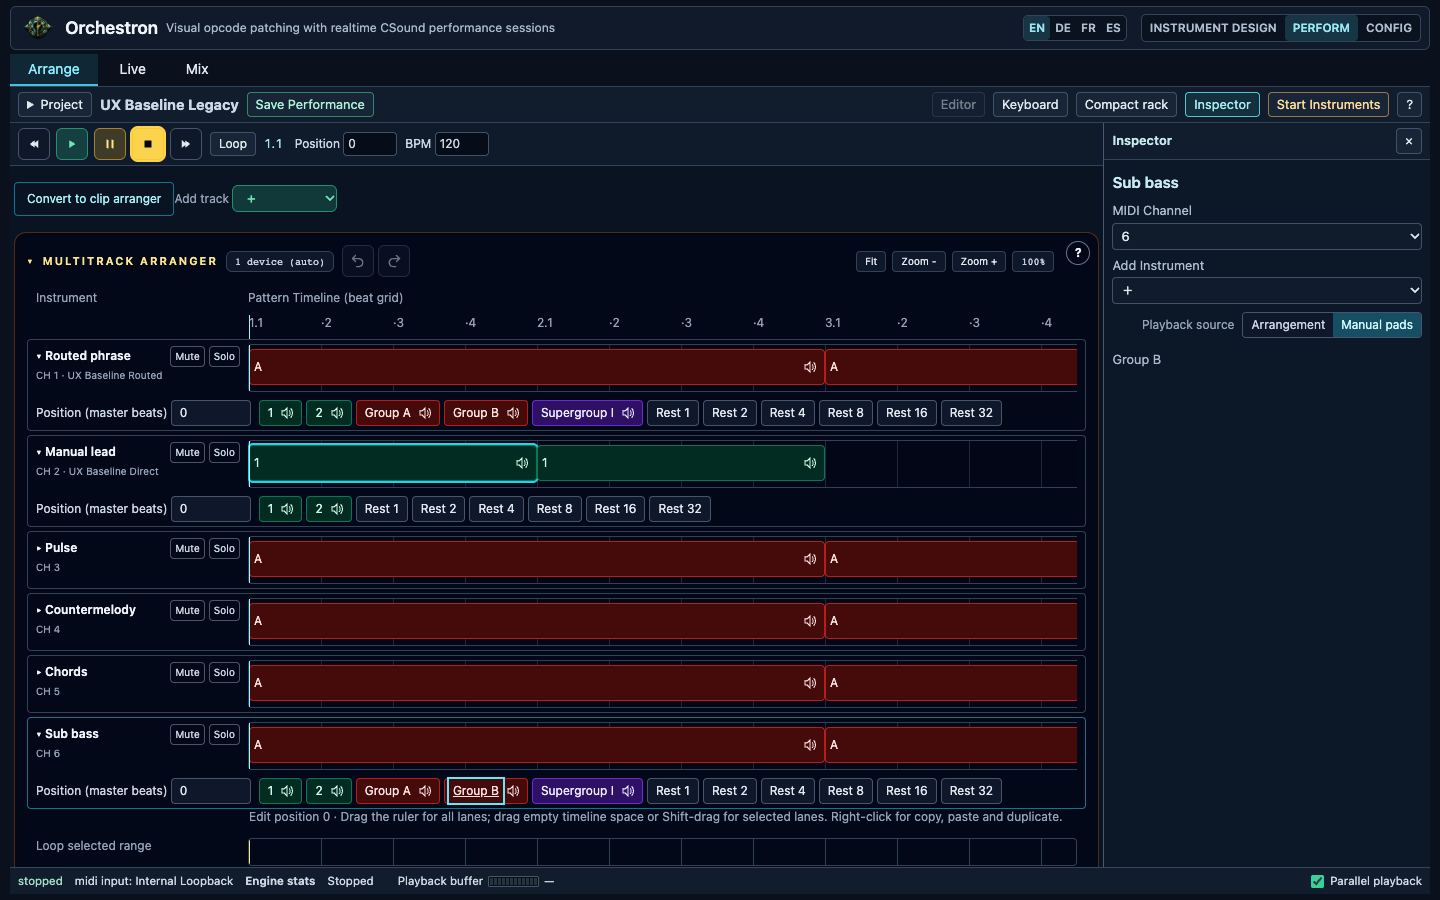 Orchestron Visual opcode patching with realtime CSound performance sessions EN DE FR ES INSTRUMENT DESIGN PERFORM CONFIG
Arrange Live Mix
Project UX Baseline Legacy Save Performance Editor Keyboard Compact rack Inspector Start Instruments ?
Loop 1.1 Position 0 BPM 120
Inspector ×
Convert to clip arranger Add track +
Sub bass
MIDI Channel
6
Add Instrument
+
Playback source Arrangement Manual pads
Group B
MULTITRACK ARRANGER 1 device (auto) Fit Zoom - Zoom + 100% ?
Instrument Pattern Timeline (beat grid)
1.1 ·2 ·3 ·4 2.1 ·2 ·3 ·4 3.1 ·2 ·3 ·4
Routed phrase Mute Solo A A
CH 1 · UX Baseline Routed
Position (master beats) 0 1 2 Group A Group B Supergroup I Rest 1 Rest 2 Rest 4 Rest 8 Rest 16 Rest 32
Manual lead Mute Solo 1 1
CH 2 · UX Baseline Direct
Position (master beats) 0 1 2 Rest 1 Rest 2 Rest 4 Rest 8 Rest 16 Rest 32
Pulse Mute Solo A A
CH 3
Countermelody Mute Solo A A
CH 4
Chords Mute Solo A A
CH 5
Sub bass Mute Solo A A
CH 6
Position (master beats) 0 1 2 Group A Group B Supergroup I Rest 1 Rest 2 Rest 4 Rest 8 Rest 16 Rest 32
Edit position 0 · Drag the ruler for all lanes; drag empty timeline space or Shift-drag for selected lanes. Right-click for copy, paste and duplicate.
Loop selected range
stopped midi input: Internal Loopback Engine stats Stopped Playback buffer — Parallel playback